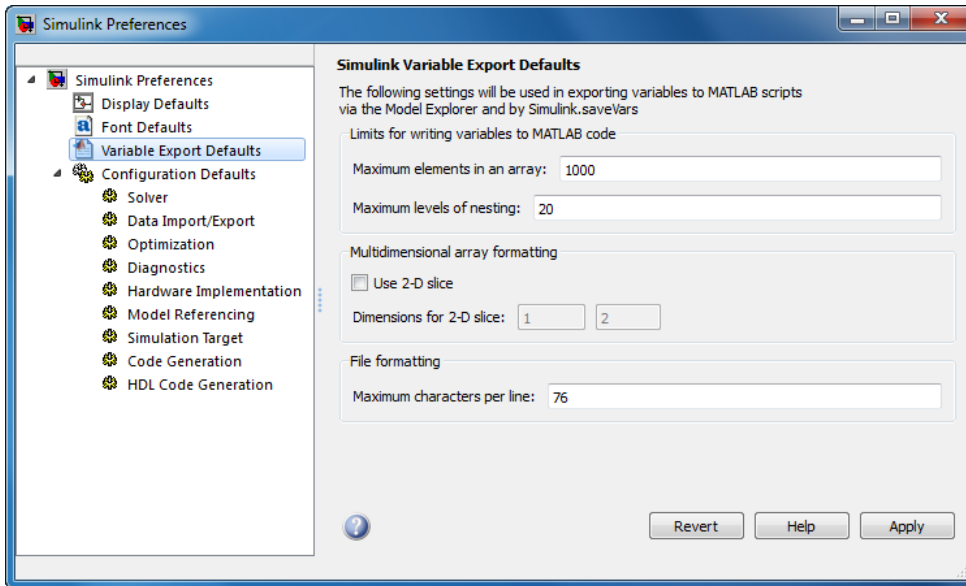 Simulink Preferences
Simulink Preferences
Display Defaults
Font Defaults
Variable Export Defaults
Configuration Defaults
Solver
Data Import/Export
Optimization
Diagnostics
Hardware Implementation
Model Referencing
Simulation Target
Code Generation
HDL Code Generation
Simulink Variable Export Defaults
The following settings will be used in exporting variables to MATLAB scripts
via the Model Explorer and by Simulink.saveVars
Limits for writing variables to MATLAB code
Maximum elements in an array: 1000
Maximum levels of nesting: 20
Multidimensional array formatting
Use 2-D slice
Dimensions for 2-D slice: 1 2
File formatting
Maximum characters per line: 76
Revert Help Apply